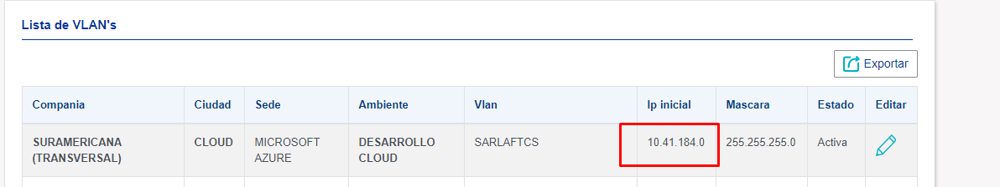 Lista de VLAN's
Exportar
Compania Ciudad Sede Ambiente Vlan Ip inicial Mascara Estado Editar
SURAMERICANA CLOUD MICROSOFT DESARROLLO SARLAFTCS 10.41.184.0 255.255.255.0 Activa
(TRANSVERSAL) AZURE CLOUD